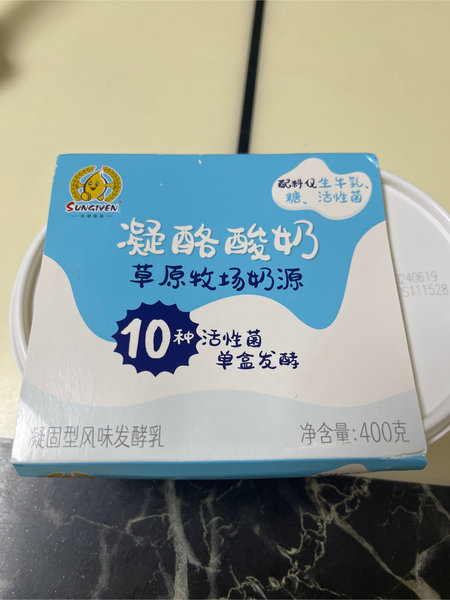 配料仅生牛乳、
糖、活性菌
SUNGIVEN
凝酪酸奶
草原牧场奶源
10种活性菌
单盒发酵
240619
S111528
凝固型风味发酵乳
净含量:400克